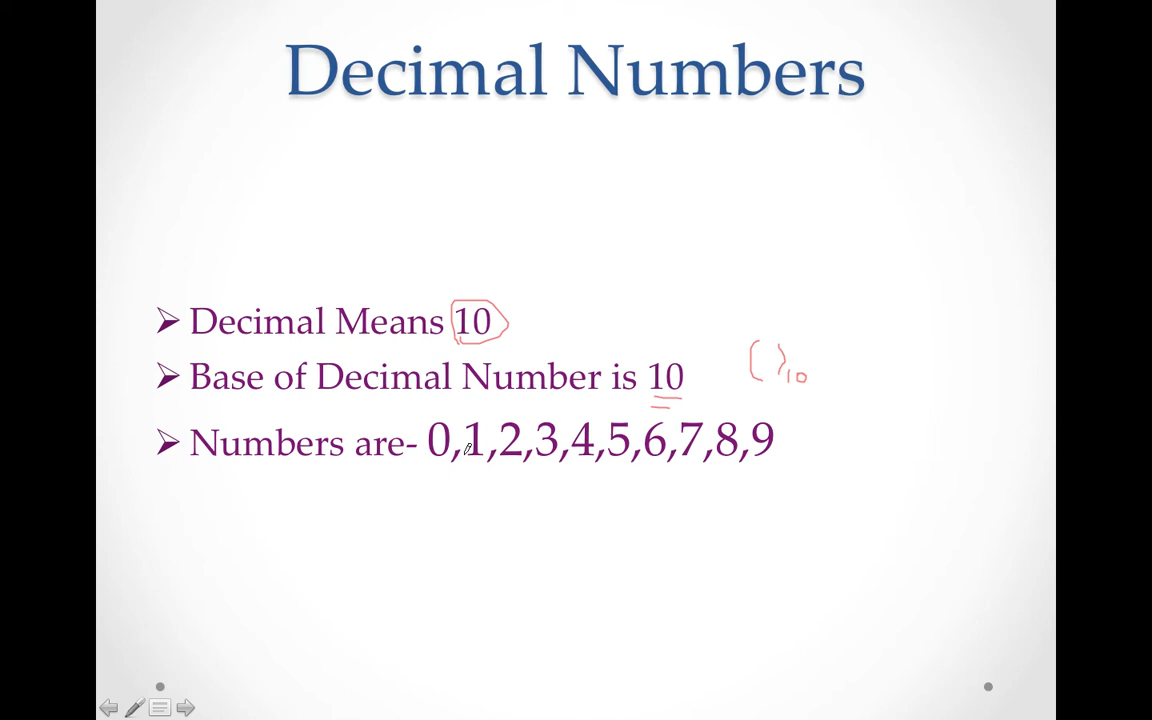 Decimal Numbers
➢ Decimal Means 10
➢ Base of Decimal Number is 10
( )10
➢ Numbers are- 0,1,2,3,4,5,6,7,8,9